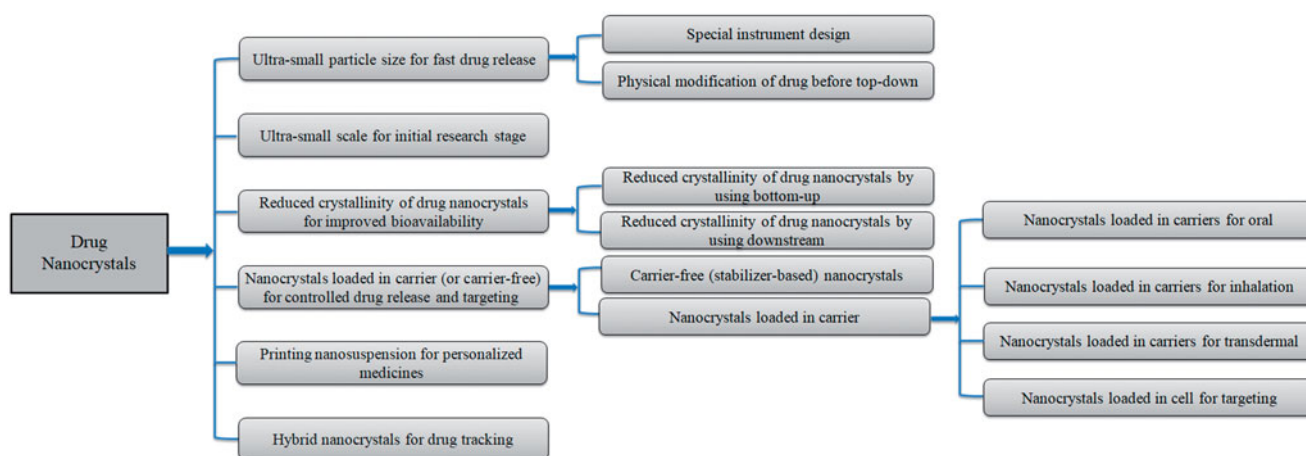 Drug
Nanocrystals
Ultra-small particle size for fast drug release
Special instrument design
Physical modification of drug before top-down
Ultra-small scale for initial research stage
Reduced crystallinity of drug nanocrystals
for improved bioavailability
Reduced crystallinity of drug nanocrystals by
using bottom-up
Reduced crystallinity of drug nanocrystals by
using downstream
Nanocrystals loaded in carrier (or carrier-free)
for controlled drug release and targeting
Carrier-free (stabilizer-based) nanocrystals
Nanocrystals loaded in carrier
Nanocrystals loaded in carriers for oral
Nanocrystals loaded in carriers for inhalation
Nanocrystals loaded in carriers for transdermal
Nanocrystals loaded in cell for targeting
Printing nanosuspension for personalized
medicines
Hybrid nanocrystals for drug tracking